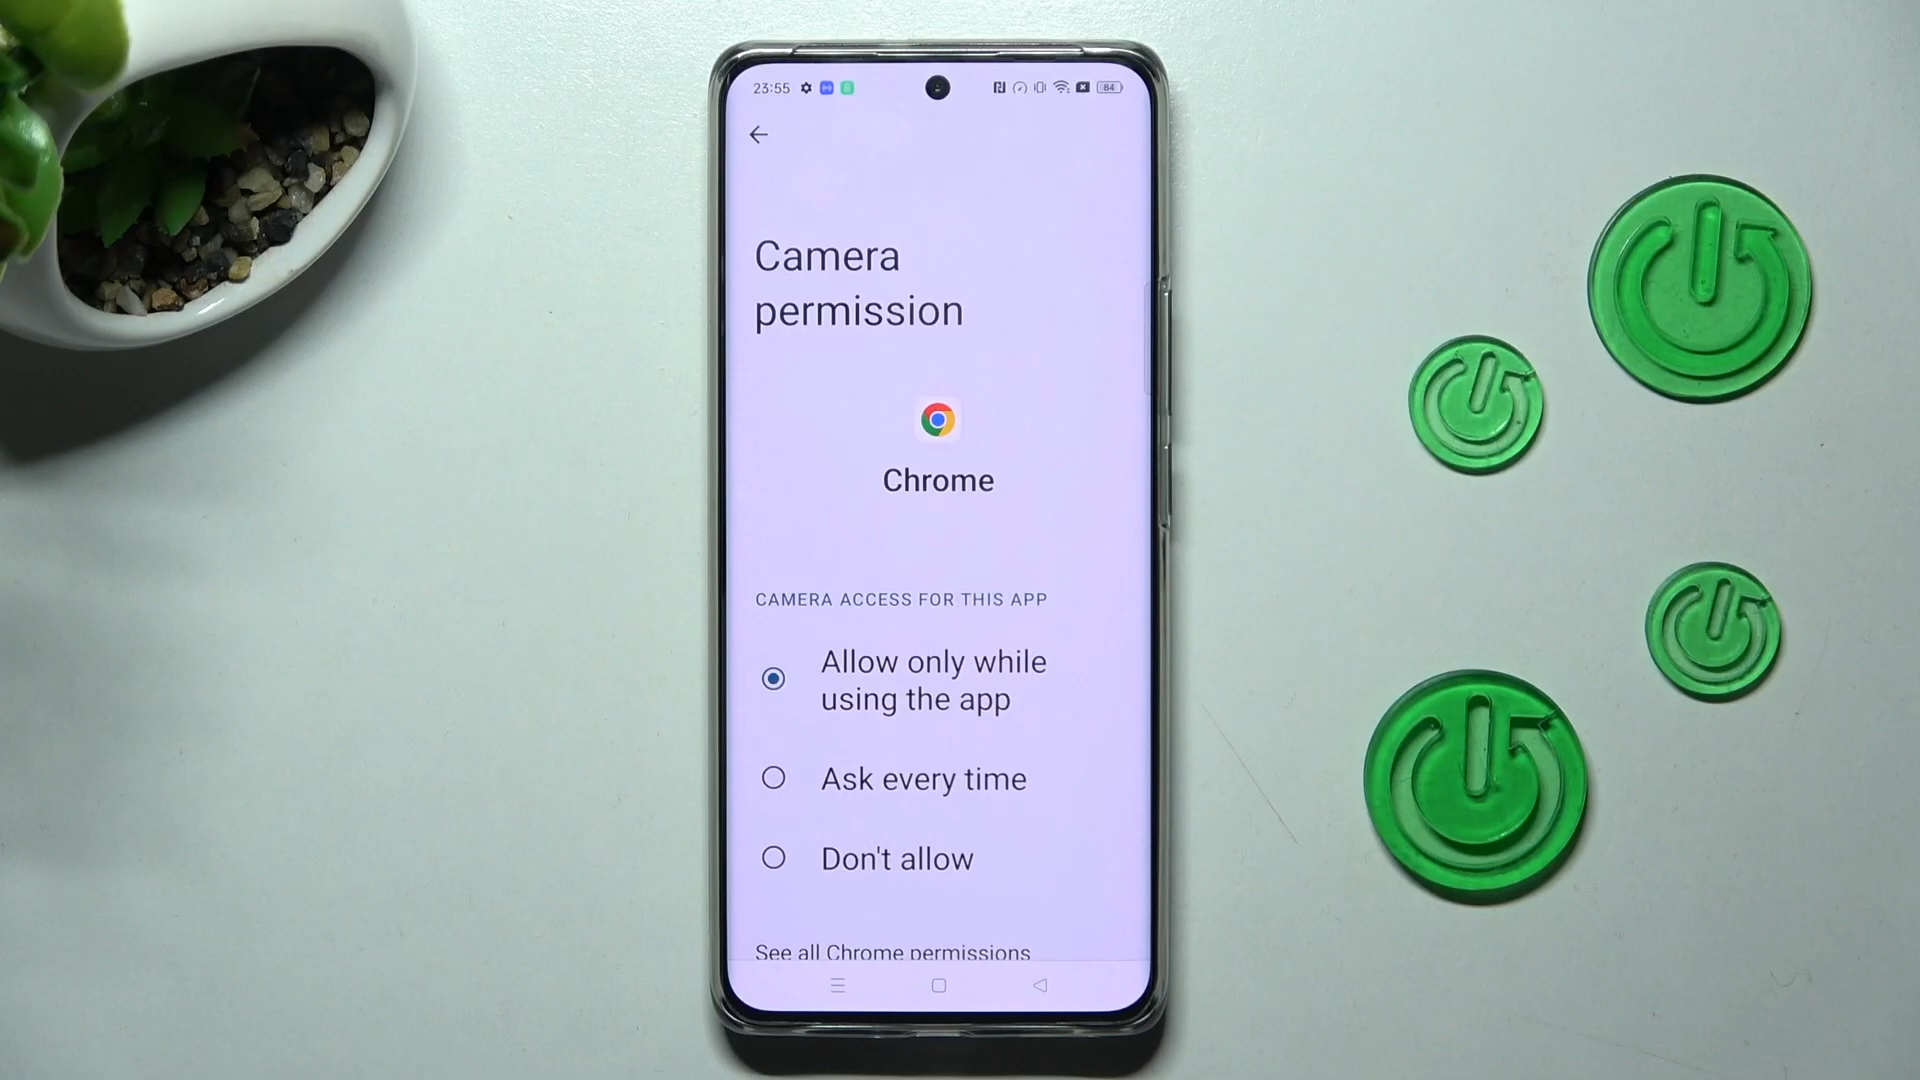 23:55
84
Camera
permission
Chrome
CAMERA ACCESS FOR THIS APP
Allow only while
using the app
Ask every time
Don't allow
See all Chrome permissions